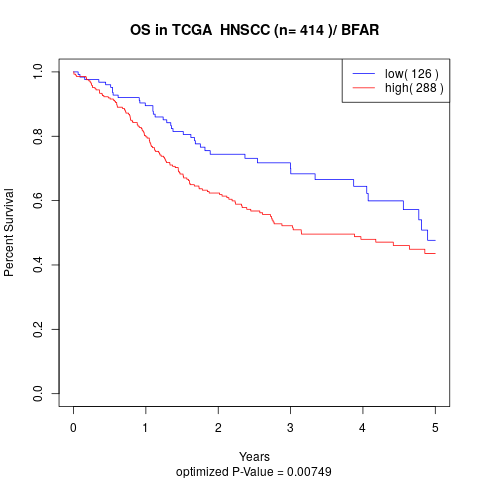 OS in TCGA  HNSCC (n= 414 )/ BFAR
low( 126 )
high( 288 )
Percent Survival
1.0
0.8
0.6
0.4
0.2
0.0
0 1 2 3 4 5
Years
optimized P-Value = 0.00749